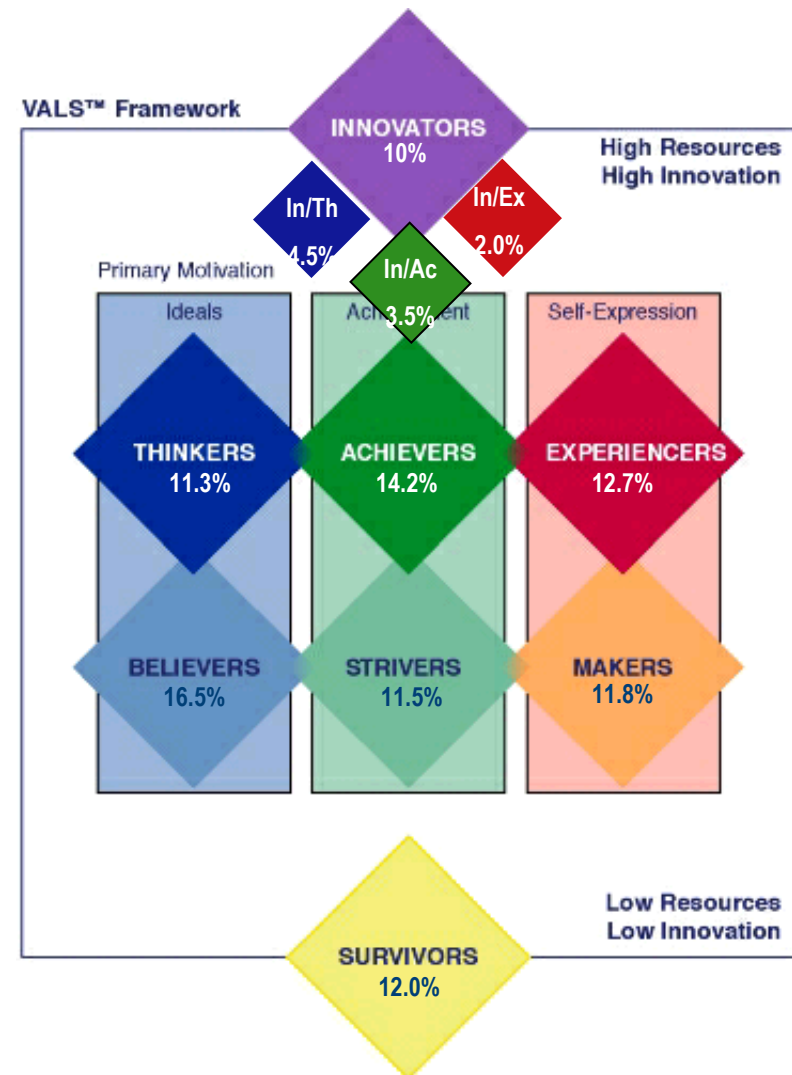 VALS™ Framework
INNOVATORS
10%
High Resources
High Innovation
In/Th
4.5%
In/Ex
2.0%
In/Ac
3.5%
Primary Motivation
Ideals
Self-Expression
THINKERS
11.3%
ACHIEVERS
14.2%
EXPERIENCERS
12.7%
BELIEVERS
16.5%
STRIVERS
11.5%
MAKERS
11.8%
Low Resources
Low Innovation
SURVIVORS
12.0%